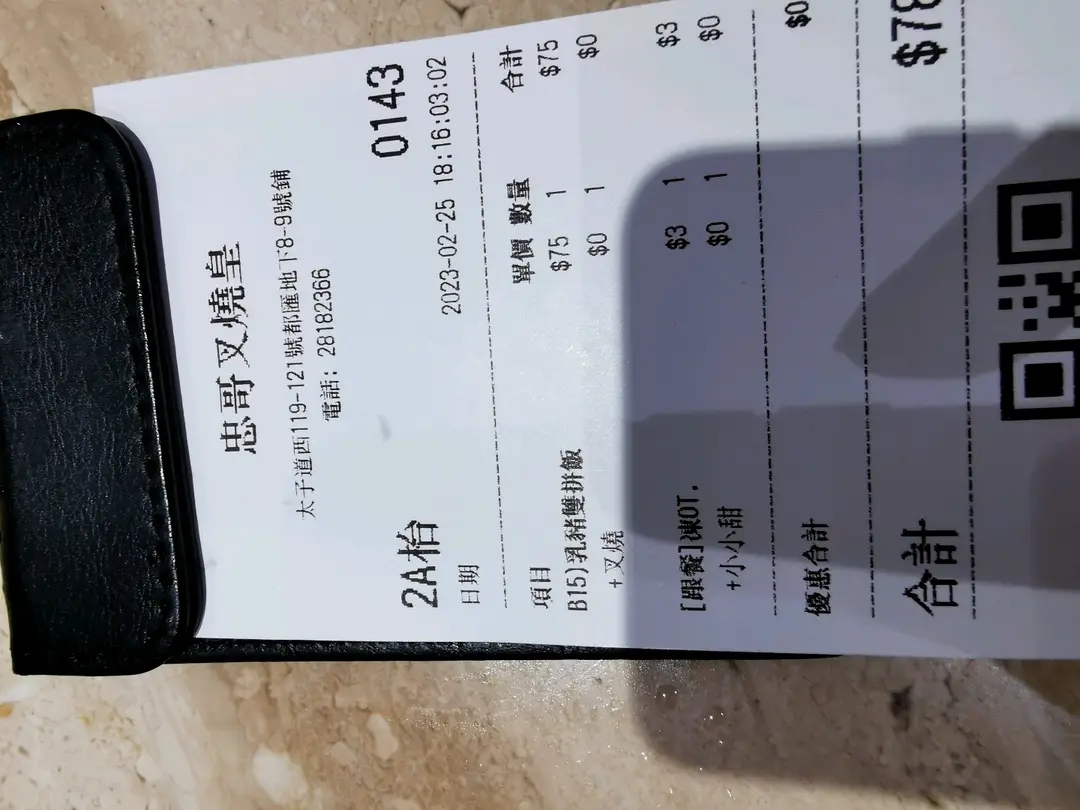 忠哥叉燒皇
太子道西119-121號都匯地下8-9號鋪
電話: 28182366
2A枱 0143
日期 2023-02-25 18:16:03:02
項目 單價 數量 合計
B15)乳豬雙拼飯 $75 1 $75
+叉燒 $0 1 $0
[跟餐]凍OT. $3 1 $3
+小小甜 $0 1 $0
優惠合計 $0
合計 $78